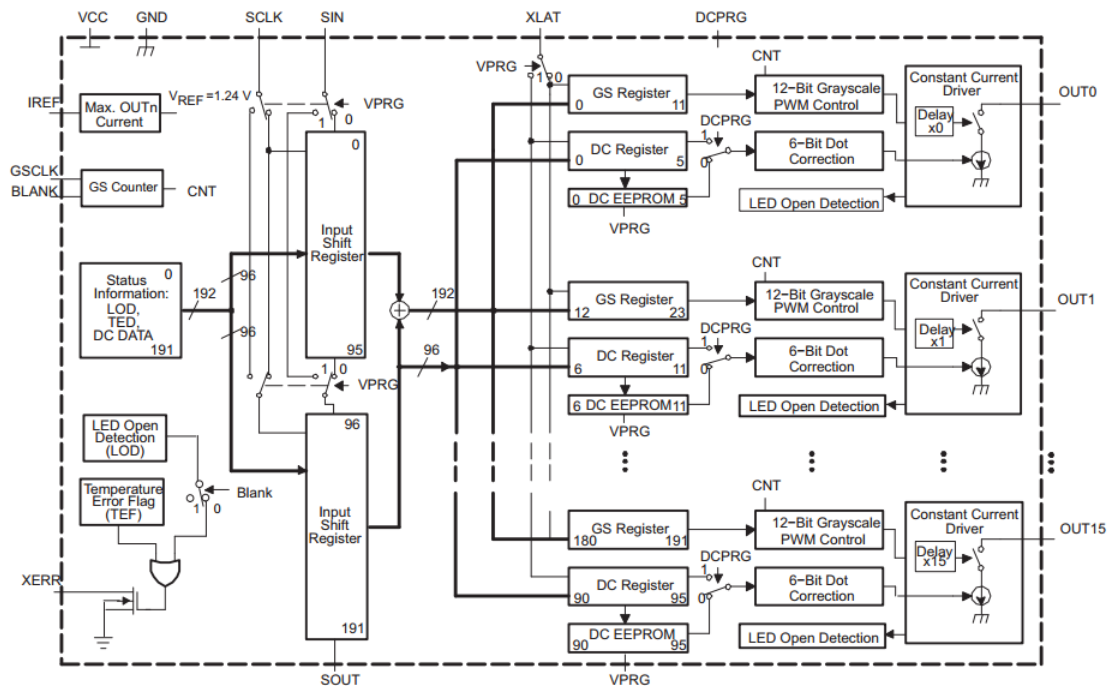 VCC
GND
SCLK
SIN
XLAT
DCPRG
IREF
Max. OUTn
Current
VREF =1.24 V
VPRG
1
0
VPRG
1 0
CNT
GS Register
0
11
12−Bit Grayscale
PWM Control
Constant Current
Driver
Delay
x0
OUT0
GSCLK
BLANK
GS Counter
CNT
0
DC Register
0
5
DCPRG
1
0
6−Bit Dot
Correction
0
DC EEPROM
5
VPRG
LED Open Detection
Status
Information:
LOD,
TED,
DC DATA
0
191
192
96
96
Input
Shift
Register
95
192
96
CNT
GS Register
12
23
12−Bit Grayscale
PWM Control
Constant Current
Driver
Delay
x1
OUT1
DC Register
6
11
DCPRG
1
0
6−Bit Dot
Correction
6
DC EEPROM
11
VPRG
LED Open Detection
1
0
VPRG
96
Input
Shift
Register
191
LED Open
Detection
(LOD)
Temperature
Error Flag
(TEF)
Blank
1
0
XERR
CNT
GS Register
180
191
12−Bit Grayscale
PWM Control
Constant Current
Driver
Delay
x15
OUT15
DC Register
90
95
DCPRG
1
0
6−Bit Dot
Correction
DC EEPROM
90
95
LED Open Detection
SOUT
VPRG